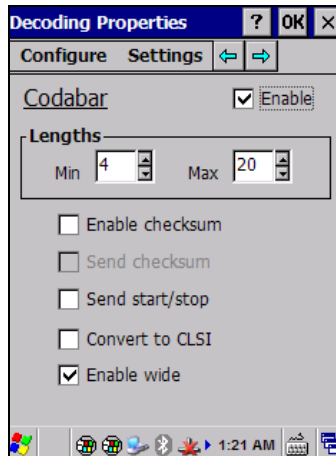 Decoding Properties ? OK ×
Configure Settings
Codabar Enable
Lengths
Min 4 Max 20
Enable checksum
Send checksum
Send start/stop
Convert to CLSI
Enable wide
1:21 AM